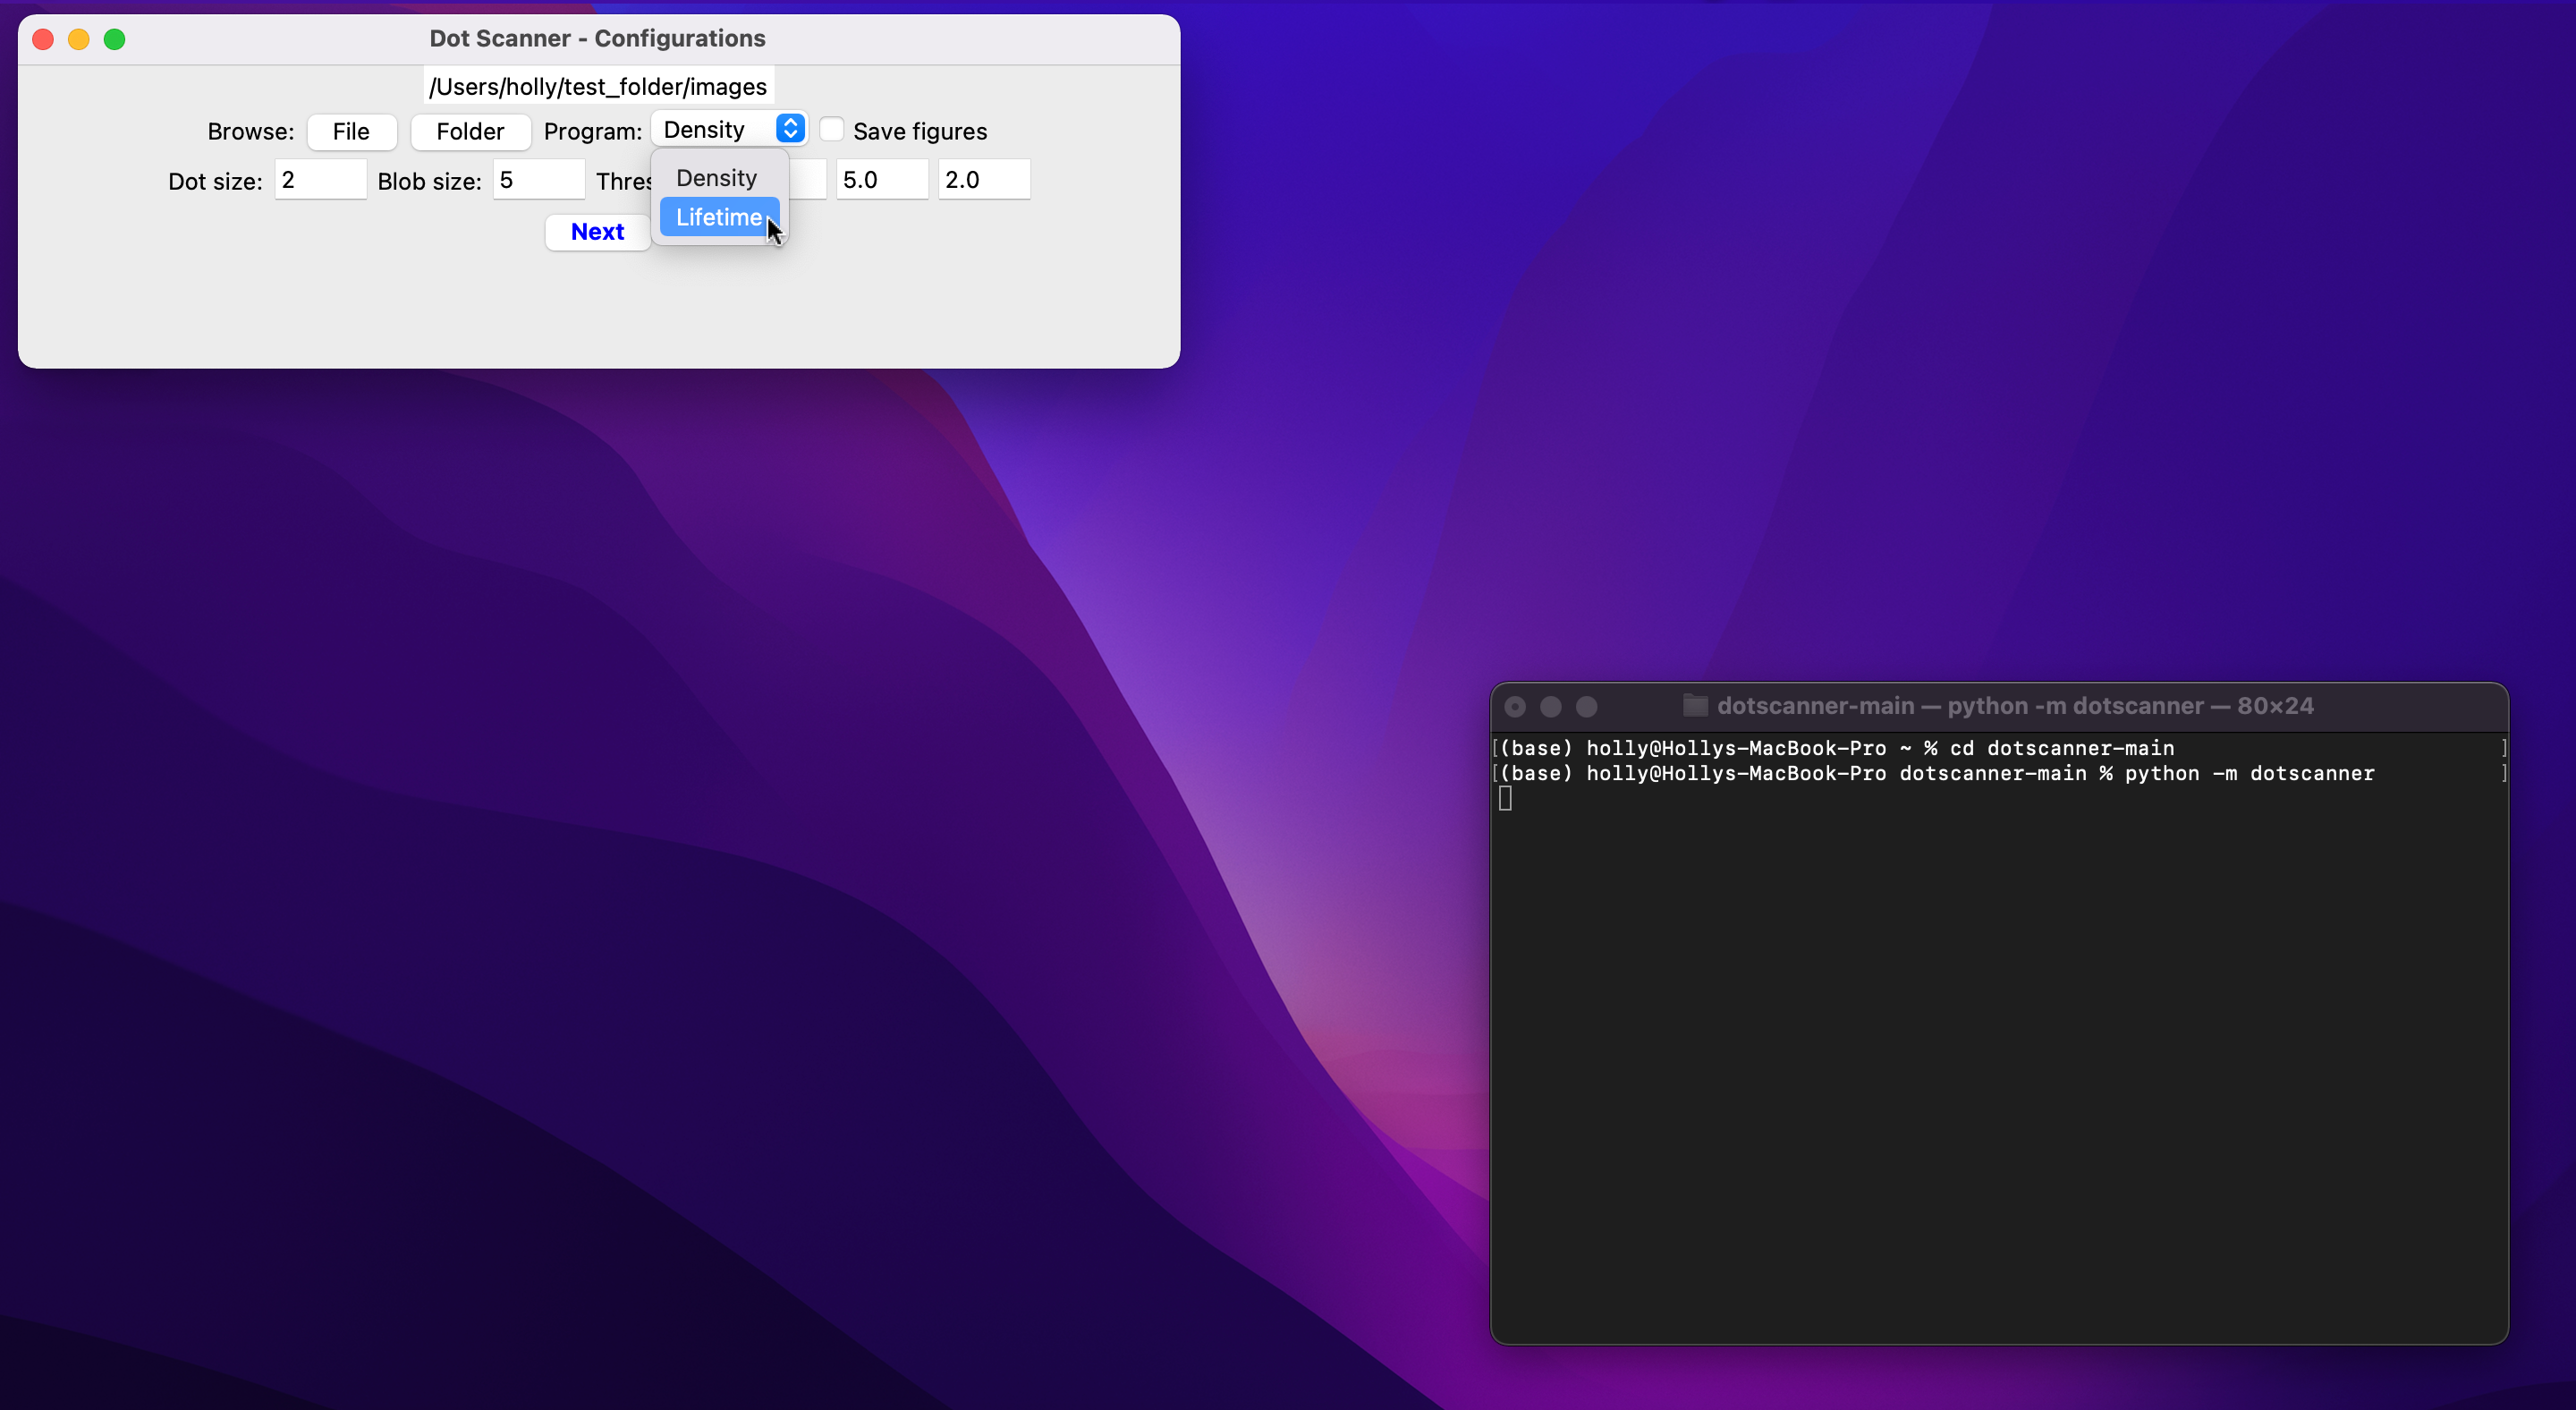 Dot Scanner - Configurations
/Users/holly/test_folder/images
Browse: File Folder Program: Density Save figures
Dot size: 2 Blob size: 5 Thres 5.0 2.0
Density
Lifetime
Next
dotscanner-main — python -m dotscanner — 80×24
[(base) holly@Hollys-MacBook-Pro ~ % cd dotscanner-main ]
[(base) holly@Hollys-MacBook-Pro dotscanner-main % python -m dotscanner ]